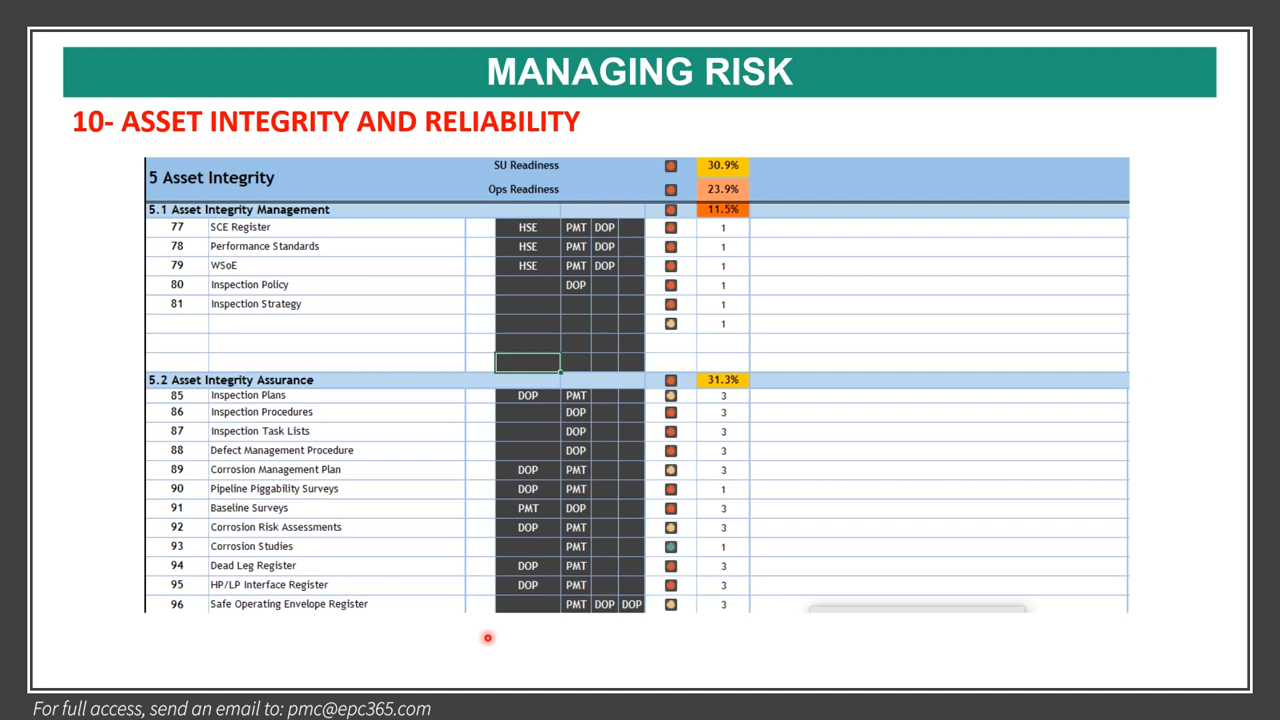 MANAGING RISK
10- ASSET INTEGRITY AND RELIABILITY
5 Asset Integrity
SU Readiness 30.9%
Ops Readiness 23.9%
5.1 Asset Integrity Management 11.5%
77 SCE Register HSE PMT DOP 1
78 Performance Standards HSE PMT DOP 1
79 WSoE HSE PMT DOP 1
80 Inspection Policy DOP 1
81 Inspection Strategy 1
1
5.2 Asset Integrity Assurance 31.3%
85 Inspection Plans DOP PMT 3
86 Inspection Procedures DOP 3
87 Inspection Task Lists DOP 3
88 Defect Management Procedure DOP 3
89 Corrosion Management Plan DOP PMT 3
90 Pipeline Piggability Surveys DOP PMT 1
91 Baseline Surveys PMT DOP 3
92 Corrosion Risk Assessments DOP PMT 3
93 Corrosion Studies PMT 1
94 Dead Leg Register DOP PMT 3
95 HP/LP Interface Register DOP PMT 3
96 Safe Operating Envelope Register PMT DOP DOP 3
For full access, send an email to: pmc@epc365.com